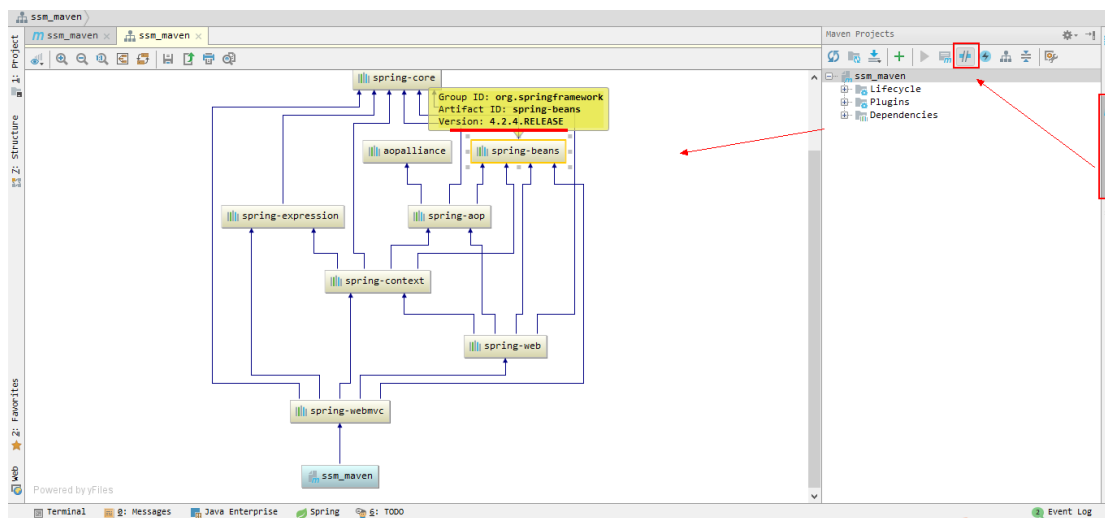 ssm_maven
ssm_maven
ssm_maven
Maven Projects
1: Project
Z: Structure
2: Favorites
Web
spring-core
Group ID: org.springframework
Artifact ID: spring-beans
Version: 4.2.4.RELEASE
aopalliance
spring-beans
spring-expression
spring-aop
spring-context
spring-web
spring-webmvc
ssm_maven
Powered by yFiles
ssm_maven
Lifecycle
Plugins
Dependencies
Terminal
0: Messages
Java Enterprise
Spring
6: TODO
2 Event Log